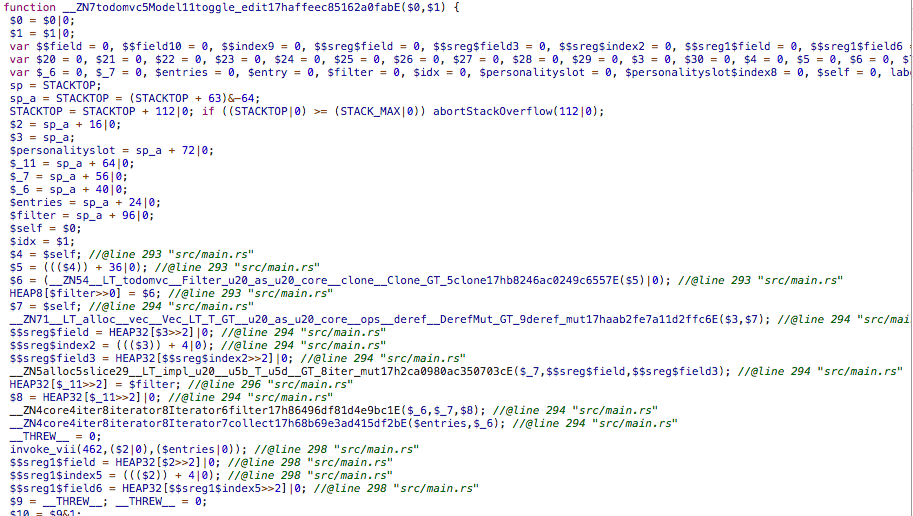 function __ZN7todomvc5Model11toggle_edit17haffeec85162a0fabE($0,$1) {
$0 = $0|0;
$1 = $1|0;
var $$field = 0, $$field10 = 0, $$index9 = 0, $$sreg$field = 0, $$sreg$field3 = 0, $$sreg$index2 = 0, $$sreg1$field = 0, $$sreg1$field6 =
var $20 = 0, $21 = 0, $22 = 0, $23 = 0, $24 = 0, $25 = 0, $26 = 0, $27 = 0, $28 = 0, $29 = 0, $3 = 0, $30 = 0, $4 = 0, $5 = 0, $6 = 0,
var $_6 = 0, $_7 = 0, $entries = 0, $entry = 0, $filter = 0, $idx = 0, $personalityslot = 0, $personalityslot$index8 = 0, $self = 0, labe
sp = STACKTOP;
sp_a = STACKTOP = (STACKTOP + 63)&-64;
STACKTOP = STACKTOP + 112|0; if ((STACKTOP|0) >= (STACK_MAX|0)) abortStackOverflow(112|0);
$2 = sp_a + 16|0;
$3 = sp_a;
$personalityslot = sp_a + 72|0;
$_11 = sp_a + 64|0;
$_7 = sp_a + 56|0;
$_6 = sp_a + 40|0;
$entries = sp_a + 24|0;
$filter = sp_a + 96|0;
$self = $0;
$idx = $1;
$4 = $self; //@line 293 "src/main.rs"
$5 = ((($4)) + 36|0); //@line 293 "src/main.rs"
$6 = (__ZN54__LT_todomvc__Filter_u20_as_u20_core__clone__Clone_GT_5clone17hb8246ac0249c6557E($5)|0); //@line 293 "src/main.rs"
HEAP8[$filter>>0] = $6; //@line 293 "src/main.rs"
$7 = $self; //@line 294 "src/main.rs"
__ZN71__LT_alloc__vec__Vec_LT_T_GT__u20_as_u20_core__ops__deref__DerefMut_GT_9deref_mut17haab2fe7a11d2ffc6E($3,$7); //@line 294 "src/mai
$$sreg$field = HEAP32[$3>>2]|0; //@line 294 "src/main.rs"
$$sreg$index2 = ((($3)) + 4|0); //@line 294 "src/main.rs"
$$sreg$field3 = HEAP32[$$sreg$index2>>2]|0; //@line 294 "src/main.rs"
__ZN5alloc5slice29__LT_impl_u20__u5b_T_u5d__GT_8iter_mut17h2ca0980ac350703cE($_7,$$sreg$field,$$sreg$field3); //@line 294 "src/main.rs"
HEAP32[$_11>>2] = $filter; //@line 296 "src/main.rs"
$8 = HEAP32[$_11>>2]|0; //@line 294 "src/main.rs"
__ZN4core4iter8iterator8Iterator6filter17h86496df81d4e9bc1E($_6,$_7,$8); //@line 294 "src/main.rs"
__ZN4core4iter8iterator8Iterator7collect17h68b69e3ad415df2bE($entries,$_6); //@line 294 "src/main.rs"
__THREW__ = 0;
invoke_vii(462,($2|0),($entries|0)); //@line 298 "src/main.rs"
$$sreg1$field = HEAP32[$2>>2]|0; //@line 298 "src/main.rs"
$$sreg1$index5 = ((($2)) + 4|0); //@line 298 "src/main.rs"
$$sreg1$field6 = HEAP32[$$sreg1$index5>>2]|0; //@line 298 "src/main.rs"
$9 = __THREW__; __THREW__ = 0;
$10 = $9&1;